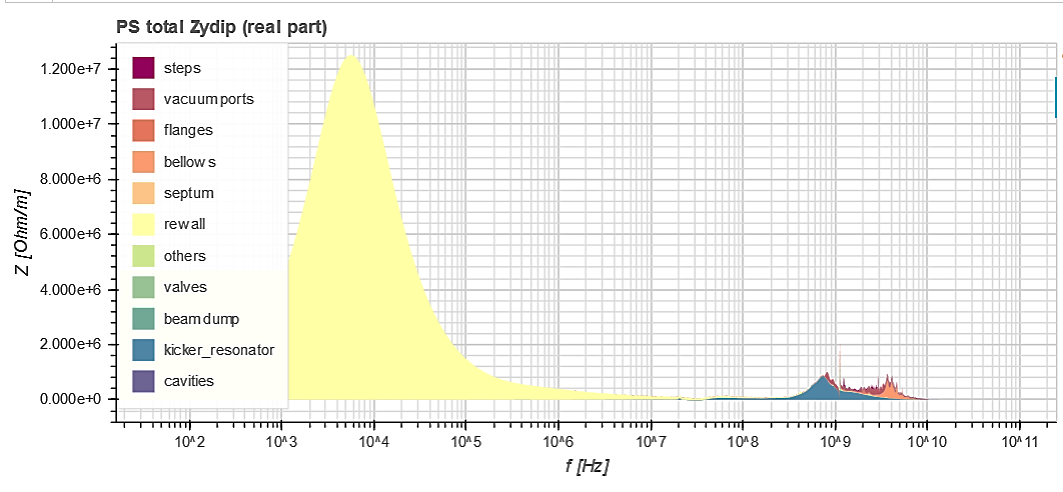 PS total Zydip (real part)
1.200e+7
1.000e+7
8.000e+6
6.000e+6
4.000e+6
2.000e+6
0.000e+0
Z [Ohm/m]
steps
vacuumports
flanges
bellows
septum
rewall
others
valves
beamdump
kicker_resonator
cavities
10^2 10^3 10^4 10^5 10^6 10^7 10^8 10^9 10^10 10^11
f [Hz]